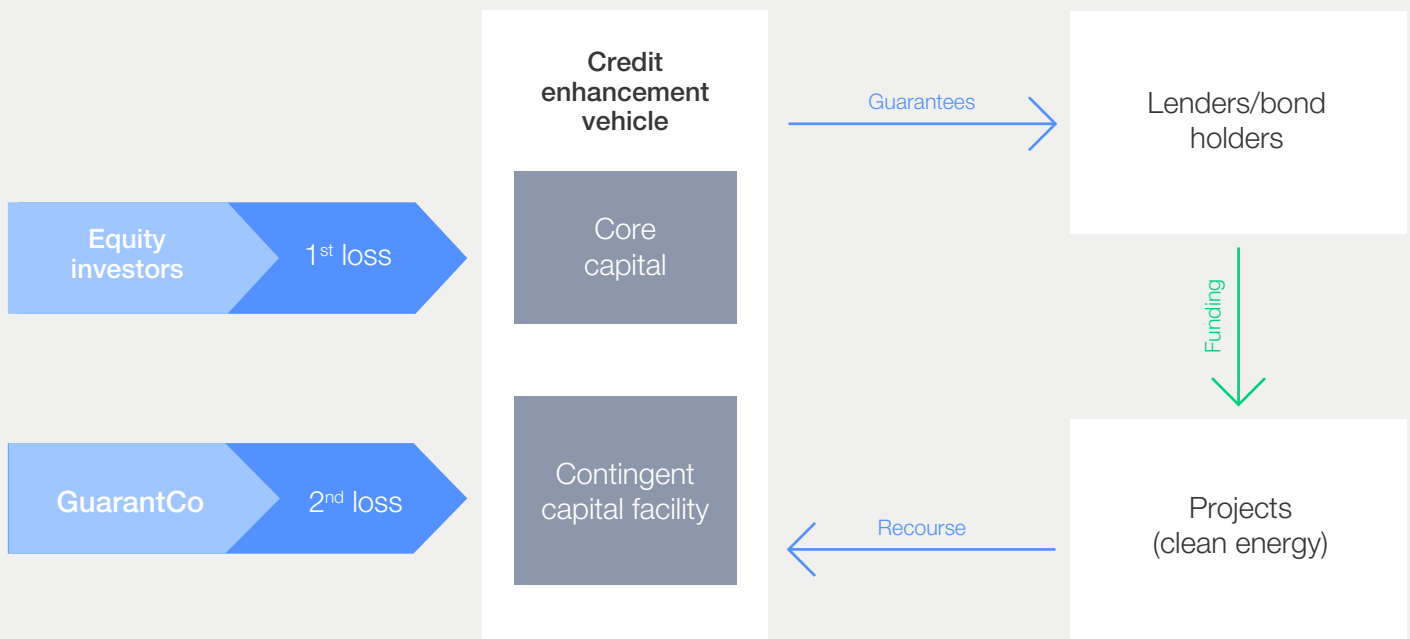 Credit
enhancement
vehicle
Equity
investors
1st loss
Core
capital
GuarantCo
2nd loss
Contingent
capital facility
Guarantees
Lenders/bond
holders
Funding
Projects
(clean energy)
Recourse